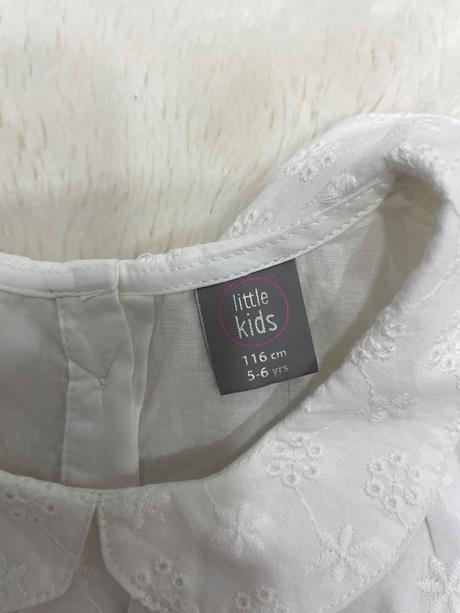 little
kids
116 cm
5-6 yrs